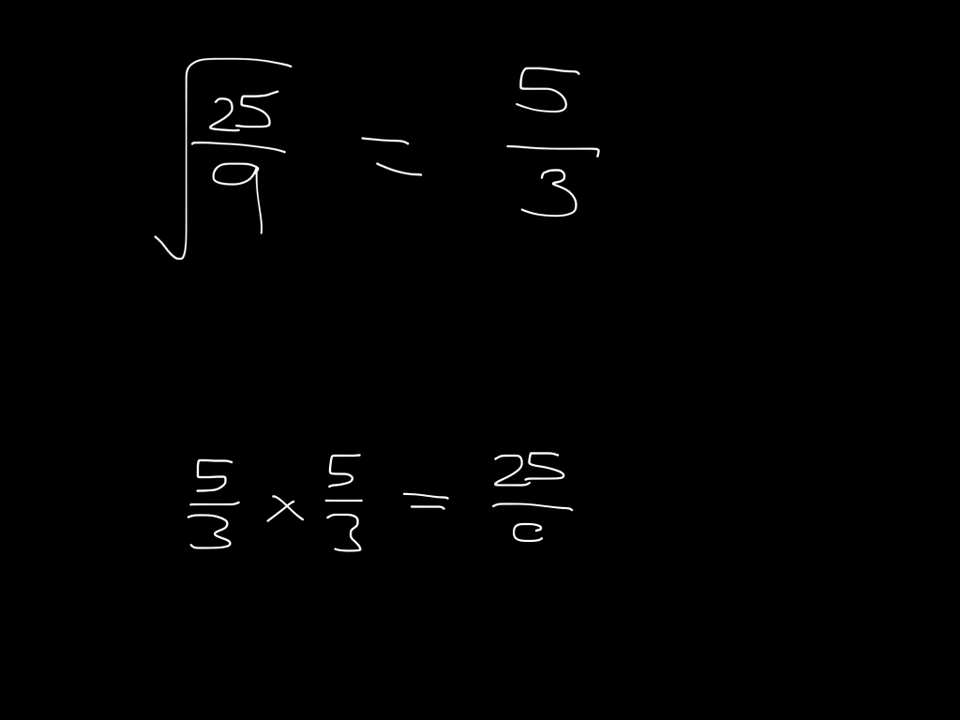 √(25/9) = 5/3
5/3 × 5/3 = 25/